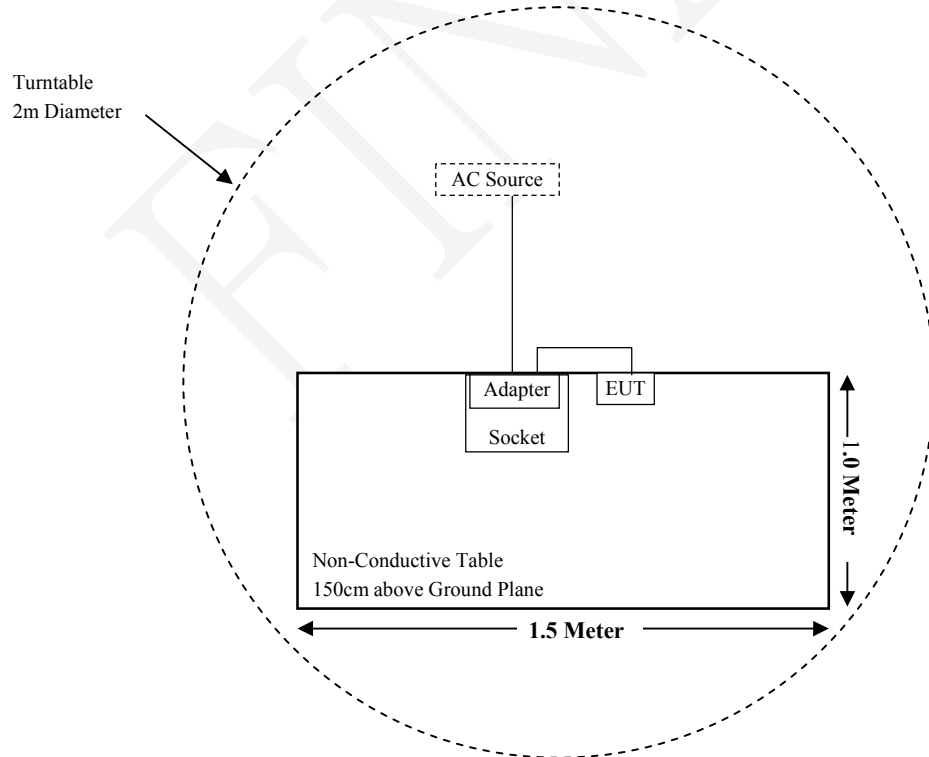 Turntable
2m Diameter
AC Source
Adapter
EUT
Socket
1.0 Meter
Non-Conductive Table
150cm above Ground Plane
1.5 Meter